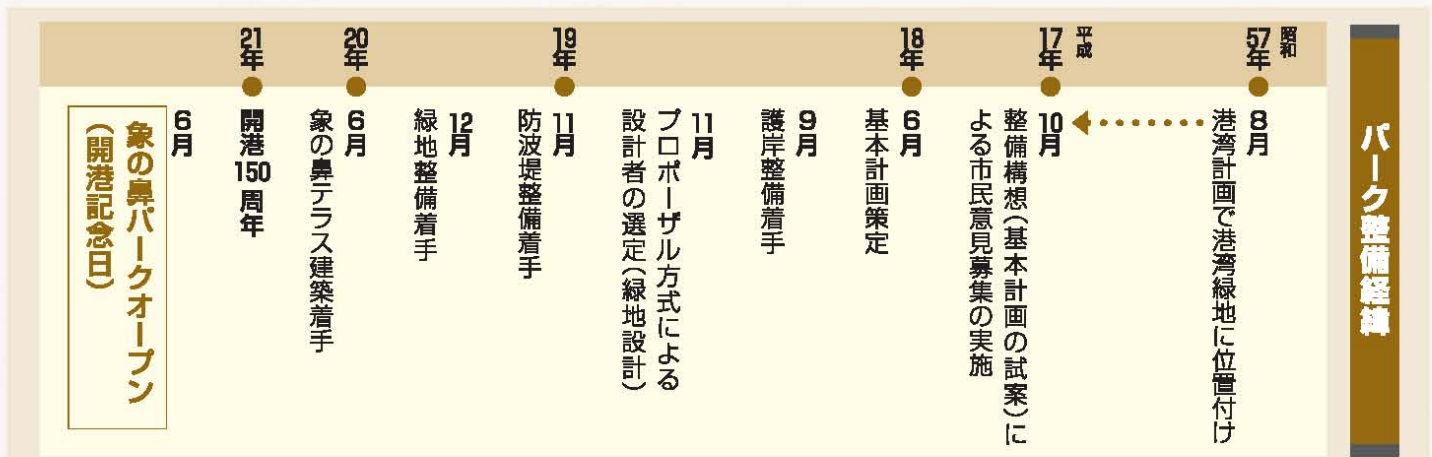 パーク整備経緯
昭和
57年
8月
港湾計画で港湾緑地に位置付け
平成
17年
10月
整備構想(基本計画の試案)に
よる市民意見募集の実施
18年
6月
基本計画策定
9月
護岸整備着手
11月
プロポーザル方式による
設計者の選定(緑地設計)
19年
11月
防波堤整備着手
12月
緑地整備着手
20年
6月
象の鼻テラス建築着手
21年
開港150周年
6月
象の鼻パークオープン
(開港記念日)